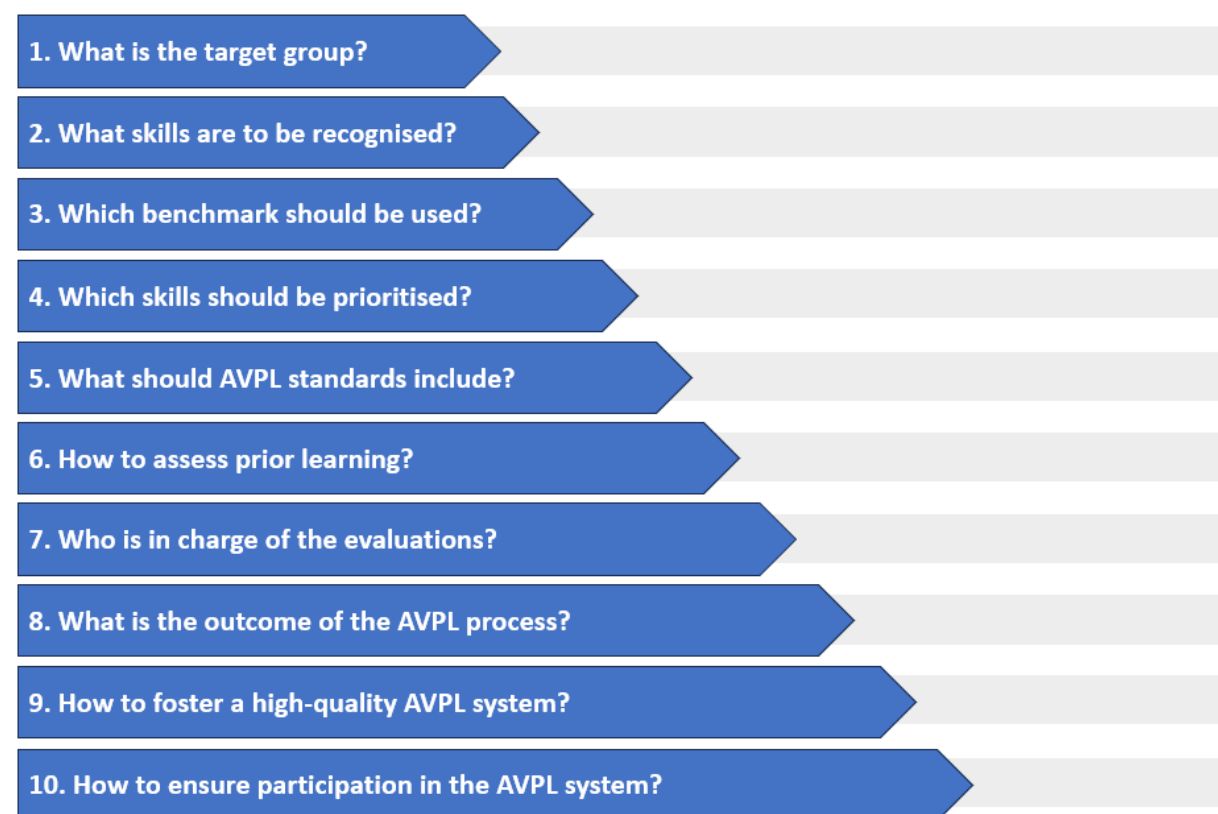 1. What is the target group?
2. What skills are to be recognised?
3. Which benchmark should be used?
4. Which skills should be prioritised?
5. What should AVPL standards include?
6. How to assess prior learning?
7. Who is in charge of the evaluations?
8. What is the outcome of the AVPL process?
9. How to foster a high-quality AVPL system?
10. How to ensure participation in the AVPL system?